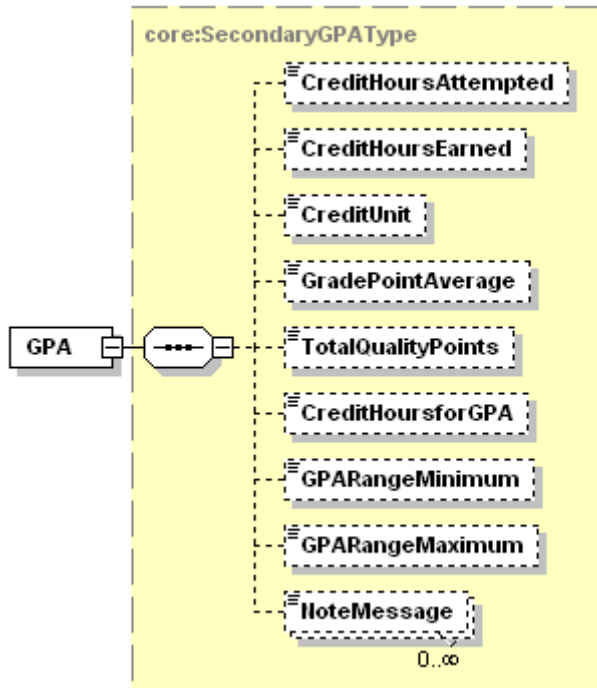 core:SecondaryGPAType
CreditHoursAttempted
CreditHoursEarned
CreditUnit
GradePointAverage
GPA
TotalQualityPoints
CreditHoursforGPA
GPARangeMinimum
GPARangeMaximum
NoteMessage
0..∞